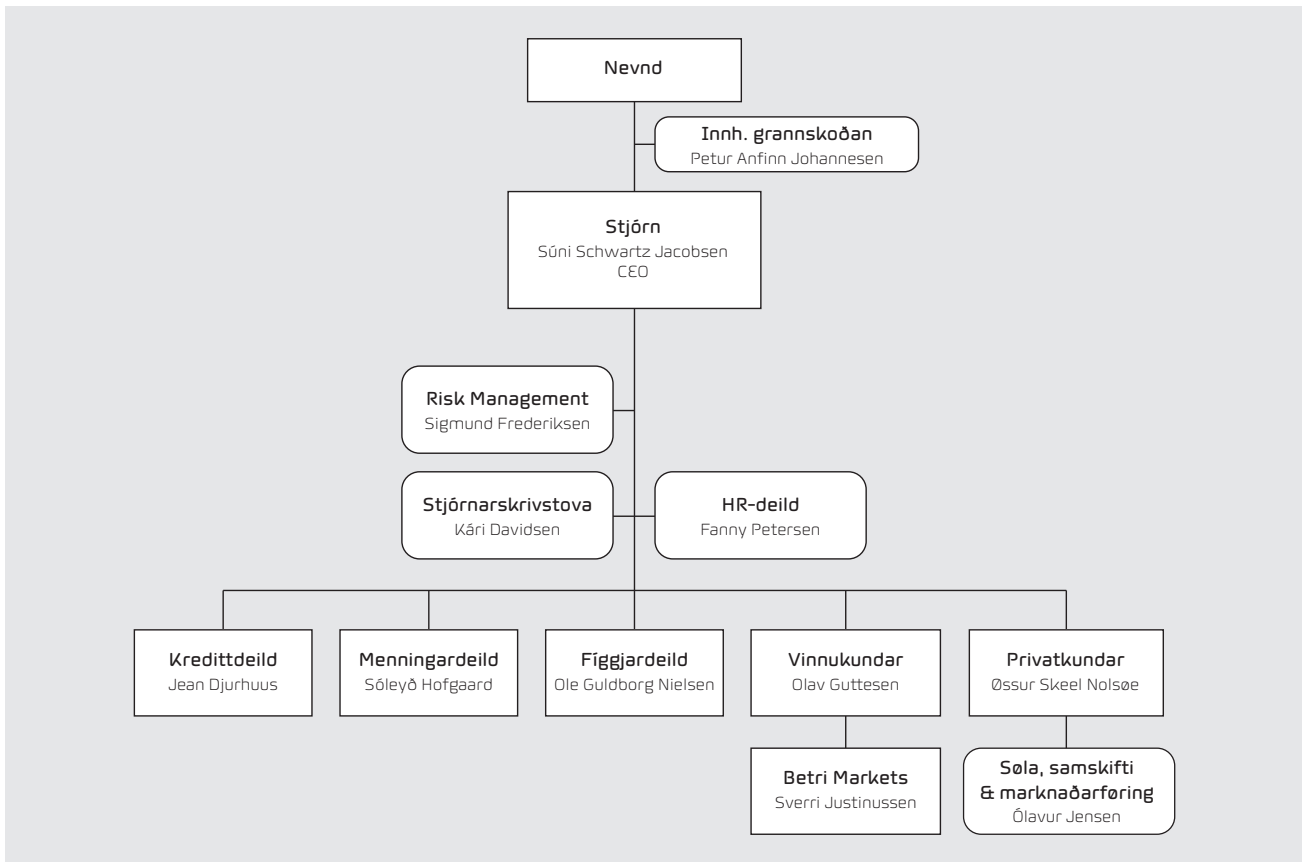 Nevnd
Innh. grannskoðan
Petur Anfinn Johannesen
Stjórn
Súni Schwartz Jacobsen
CEO
Risk Management
Sigmund Frederiksen
Stjórnarskrivstova
Kári Davidsen
HR-deild
Fanny Petersen
Kredittdeild
Jean Djurhuus
Menningardeild
Sóleyð Hofgaard
Fíggjardeild
Ole Guldborg Nielsen
Vinnukundar
Olav Guttesen
Privatkundar
Øssur Skeel Nolsøe
Betri Markets
Sverri Justinussen
Søla, samskifti
& marknaðarføring
Ólavur Jensen